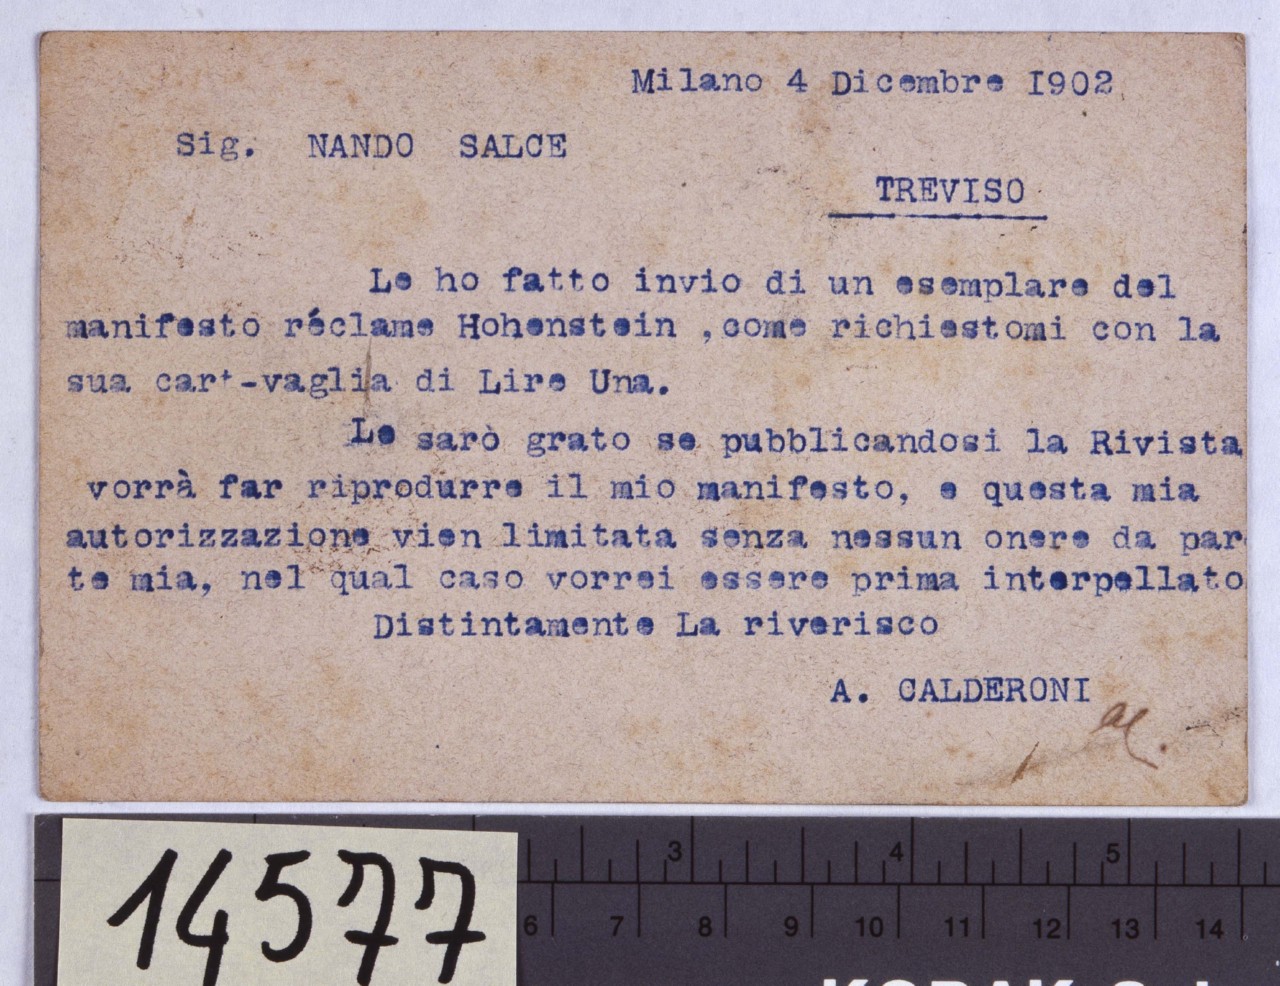 Milano 4 Dicembre 1902
Sig. NANDO SALCE
TREVISO
Le ho fatto invio di un esemplare del
manifesto réclame Hohenstein ,come richiestomi con la
sua car+-vaglia di Lire Una.
Le sarò grato se pubblicandosi la Rivista
vorrà far riprodurre il mio manifesto, e questa mia
autorizzazione vien limitata senza nessun onere da par
te mia, nel qual caso vorrei essere prima interpellato
Distintamente La riverisco
A. CALDERONI
3 4 5
6 7 8 9 10 11 12 13 14
14577